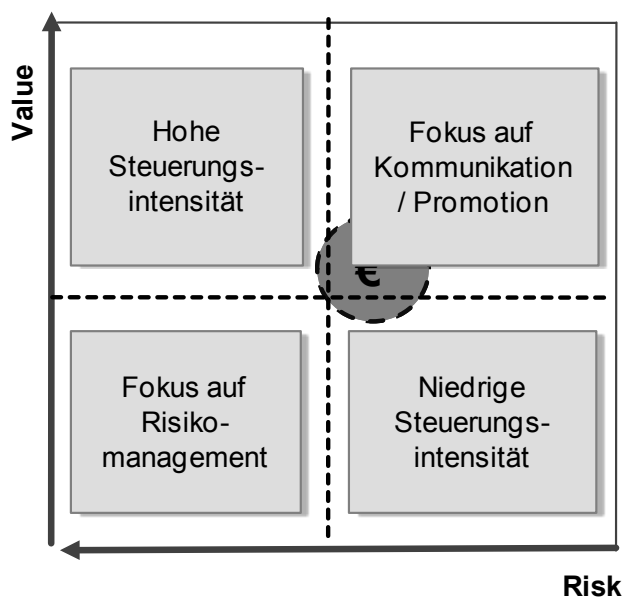 Value
Hohe
Steuerungs-
intensität
Fokus auf
Kommunikation
/ Promotion
€
Fokus auf
Risiko-
management
Niedrige
Steuerungs-
intensität
Risk